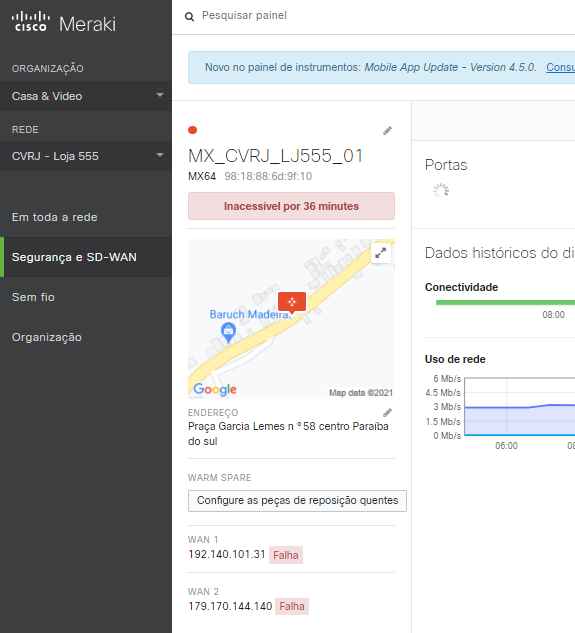 CISCO Meraki
ORGANIZAÇÃO
Casa & Video
REDE
CVRJ - Loja 555
Em toda a rede
Segurança e SD-WAN
Sem fio
Organização
Pesquisar painel
Novo no painel de instrumentos: Mobile App Update - Version 4.5.0. Consu
MX_CVRJ_LJ555_01
MX64 98:18:88:6d:9f:10
Inacessível por 36 minutes
Baruch Madeiras
Google
Map data ©2021
ENDEREÇO
Praça Garcia Lemes n º58 centro Paraíba
do sul
WARM SPARE
Configure as peças de reposição quentes
WAN 1
192.140.101.31 Falha
WAN 2
179.170.144.140 Falha
Portas
Dados históricos do di
Conectividade
08:00
Uso de rede
6 Mb/s
4.5 Mb/s
3 Mb/s
1.5 Mb/s
0 Mb/s
06:00
08